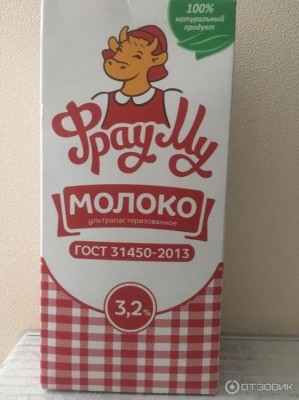 100%
натуральный
продукт
Фрау Му
МОЛОКО
ультрапастеризованное
ГОСТ 31450-2013
3,2%
ОТЗОВИК